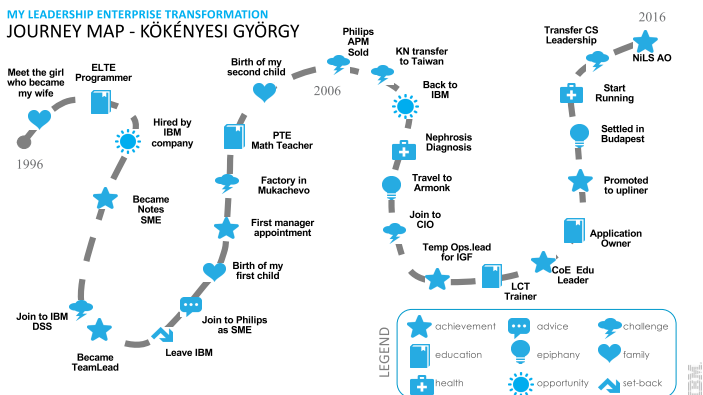 MY LEADERSHIP ENTERPRISE TRANSFORMATION
JOURNEY MAP - KÖKÉNYESI GYÖRGY
1996
Meet the girl
who became
my wife
ELTE
Programmer
Hired by
IBM
company
Became
Notes
SME
Join to IBM
DSS
Became
TeamLead
Leave IBM
Join to Philips
as SME
Birth of my
first child
First manager
appointment
Factory in
Mukachevo
PTE
Math Teacher
Birth of my
second child
2006
Philips
APM
Sold
KN transfer
to Taiwan
Back to
IBM
Nephrosis
Diagnosis
Travel to
Armonk
Join to
CIO
Temp Ops.lead
for IGF
LCT
Trainer
CoE Edu
Leader
Application
Owner
Promoted
to upliner
Settled in
Budapest
Start
Running
Transfer CS
Leadership
NiLS AO
2016
LEGEND
achievement
advice
challenge
education
epiphany
family
health
opportunity
set-back
IBM